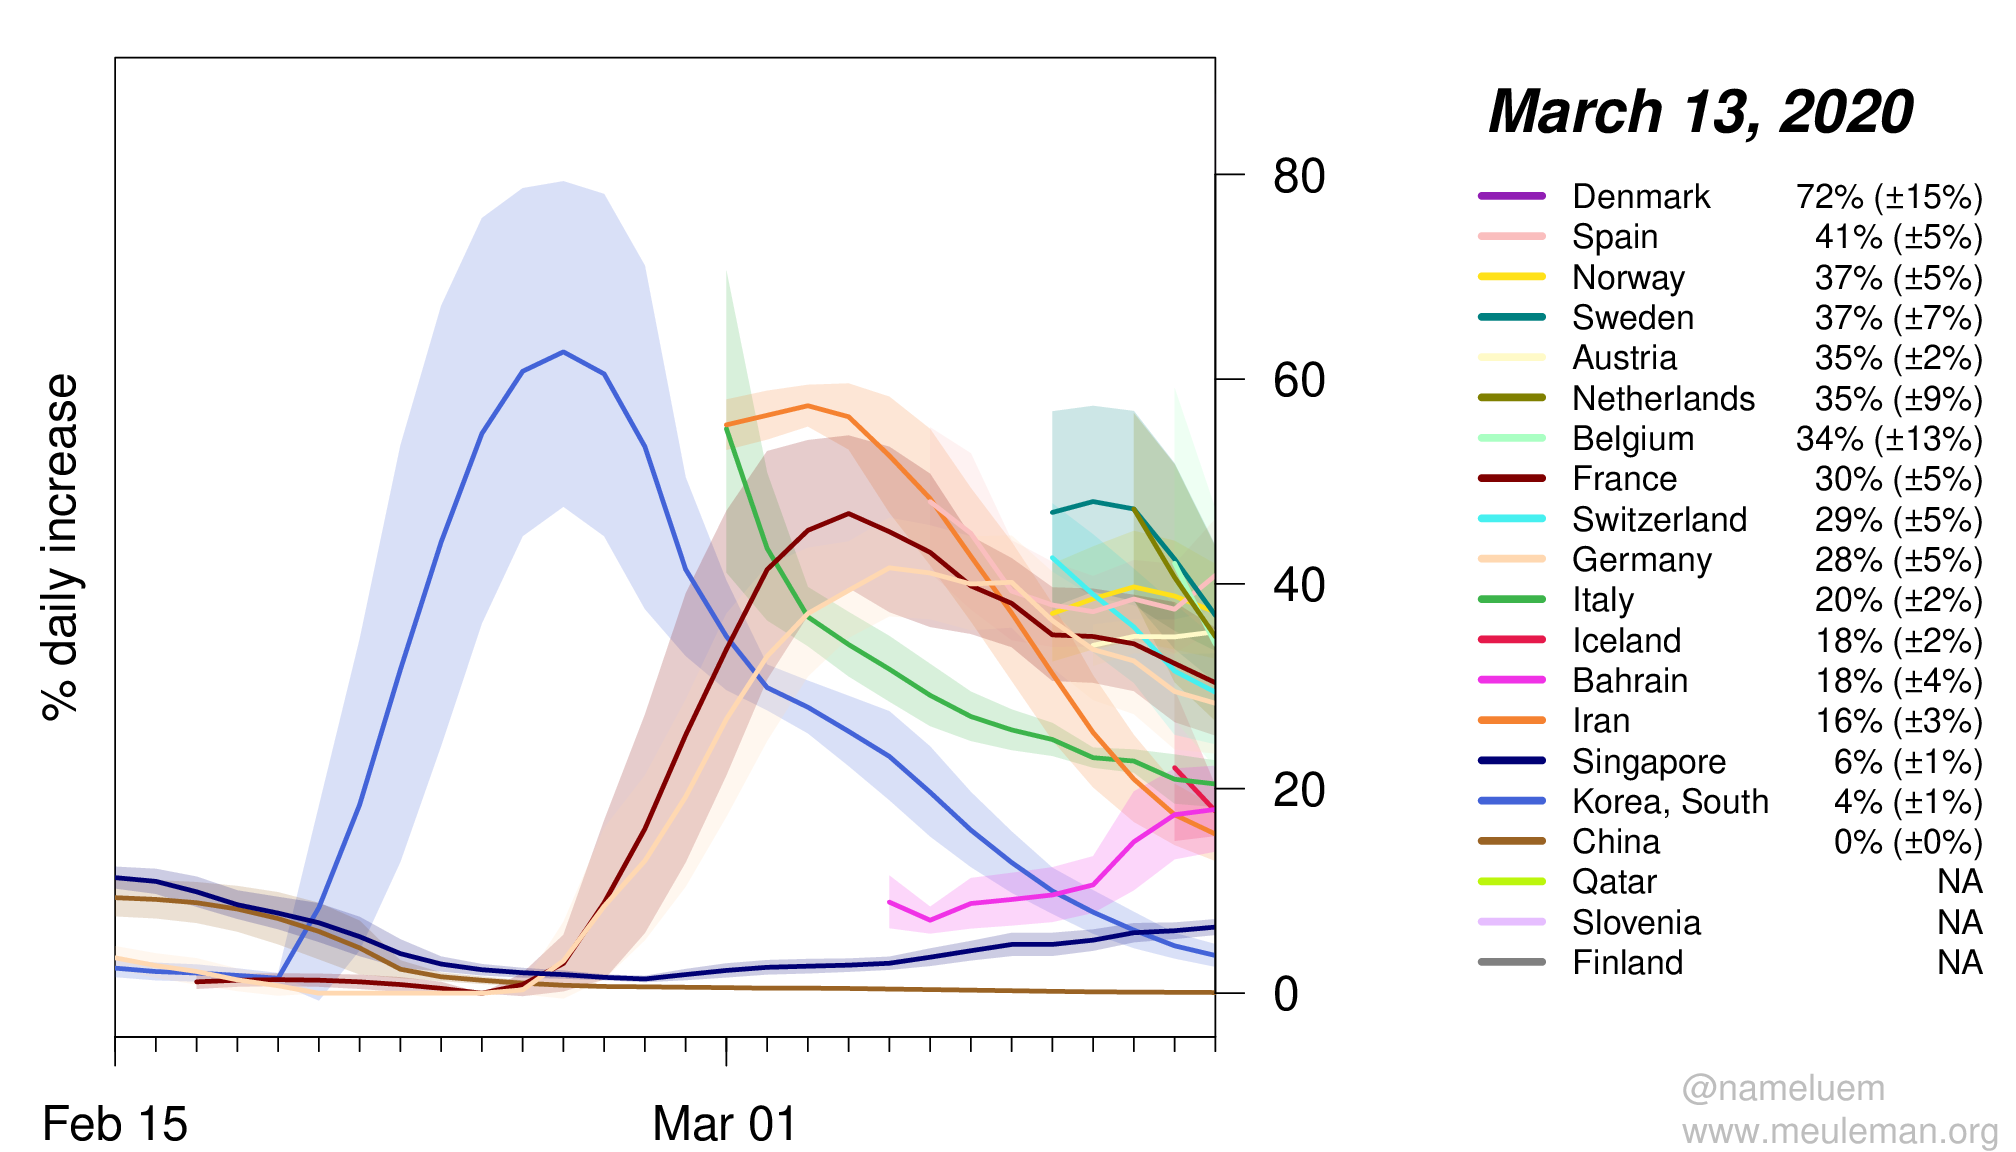 March 13, 2020
Denmark 72% (±15%)
Spain 41% (±5%)
Norway 37% (±5%)
Sweden 37% (±7%)
Austria 35% (±2%)
Netherlands 35% (±9%)
Belgium 34% (±13%)
France 30% (±5%)
Switzerland 29% (±5%)
Germany 28% (±5%)
Italy 20% (±2%)
Iceland 18% (±2%)
Bahrain 18% (±4%)
Iran 16% (±3%)
Singapore 6% (±1%)
Korea, South 4% (±1%)
China 0% (±0%)
Qatar NA
Slovenia NA
Finland NA
% daily increase
80
60
40
20
0
Feb 15 Mar 01
@nameluem
www.meuleman.org